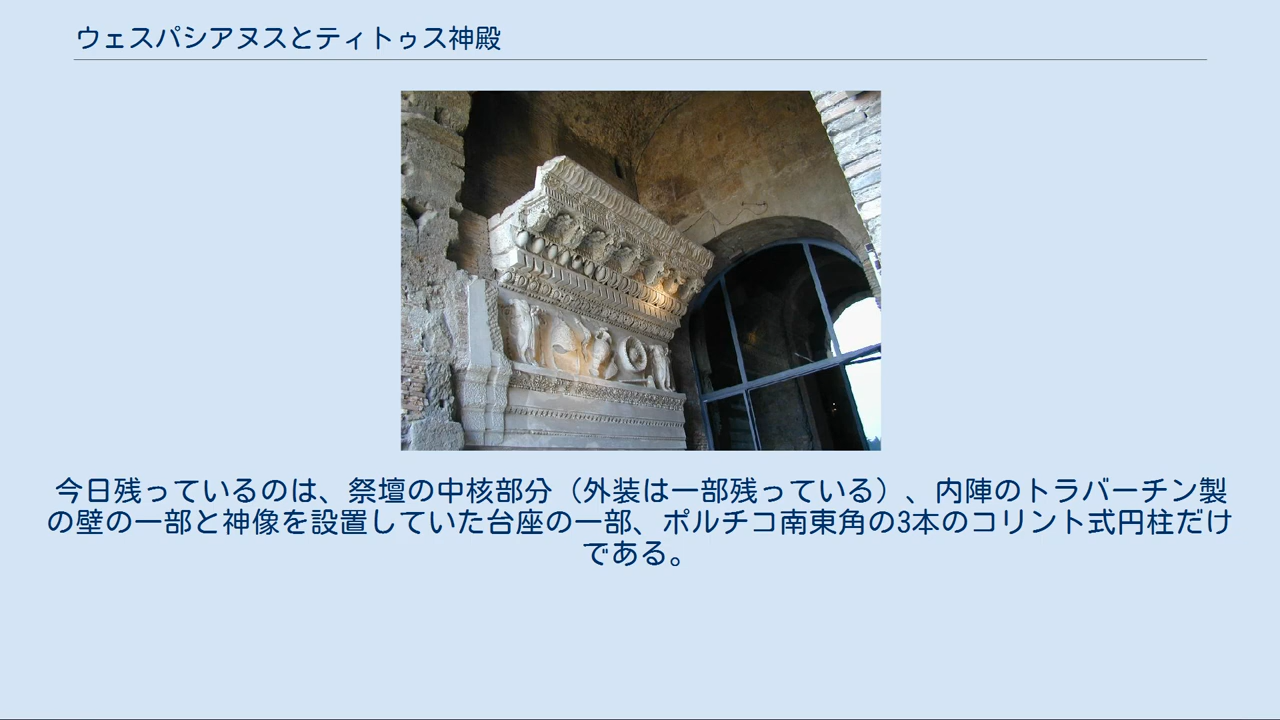 ウェスパシアヌスとティトゥス神殿
今日残っているのは、祭壇の中核部分（外装は一部残っている）、内陣のトラバーチン製
の壁の一部と神像を設置していた台座の一部、ポルチコ南東角の3本のコリント式円柱だけ
である。